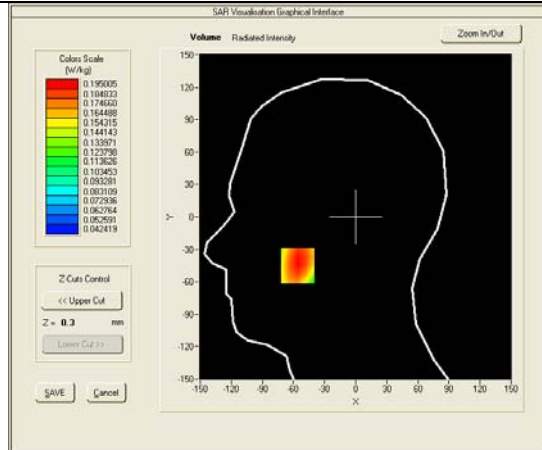 SAR Visualisation Graphical Interface
Volume Radiated Intensity
Zoom In/Out
Colors Scale
(W/kg)
0.195005
0.184833
0.174660
0.164488
0.154315
0.144143
0.133971
0.123798
0.113626
0.103453
0.093281
0.083109
0.072936
0.062764
0.052591
0.042419
Z Cuts Control
<< Upper Cut
Z = 0.3 mm
Lower Cut >>
SAVE Cancel
150
120
90
60
30
0
-30
-60
-90
-120
-150
Y
-150 -120 -90 -60 -30 0 30 60 90 120 150
X